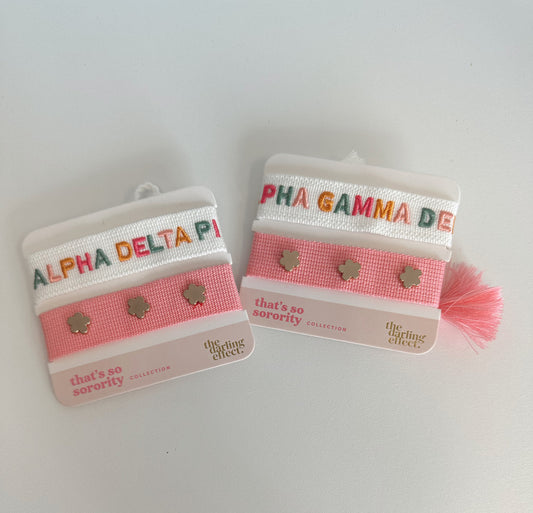 ALPHA DELTA PI
that's so
sorority COLLECTION
the
darling
effect.
PHA GAMMA DE
that's so
sorority COLLECTION
the
darling
effect.